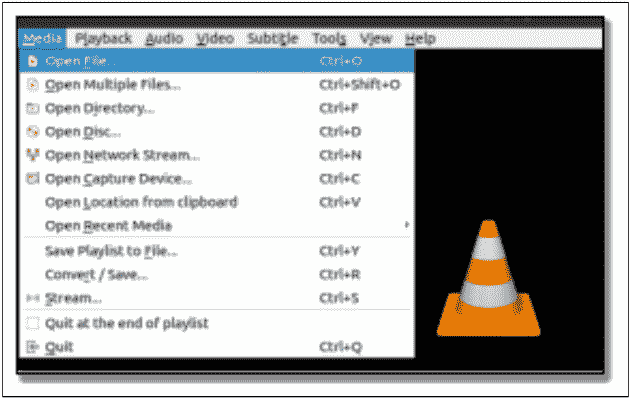 Media Playback Audio Video Subtitle Tools View Help
Open File... Ctrl+O
Open Multiple Files... Ctrl+Shift+O
Open Directory... Ctrl+F
Open Disc... Ctrl+D
Open Network Stream... Ctrl+N
Open Capture Device... Ctrl+C
Open Location from clipboard Ctrl+V
Open Recent Media
Save Playlist to File... Ctrl+Y
Convert / Save... Ctrl+R
Stream... Ctrl+S
Quit at the end of playlist
Quit Ctrl+Q